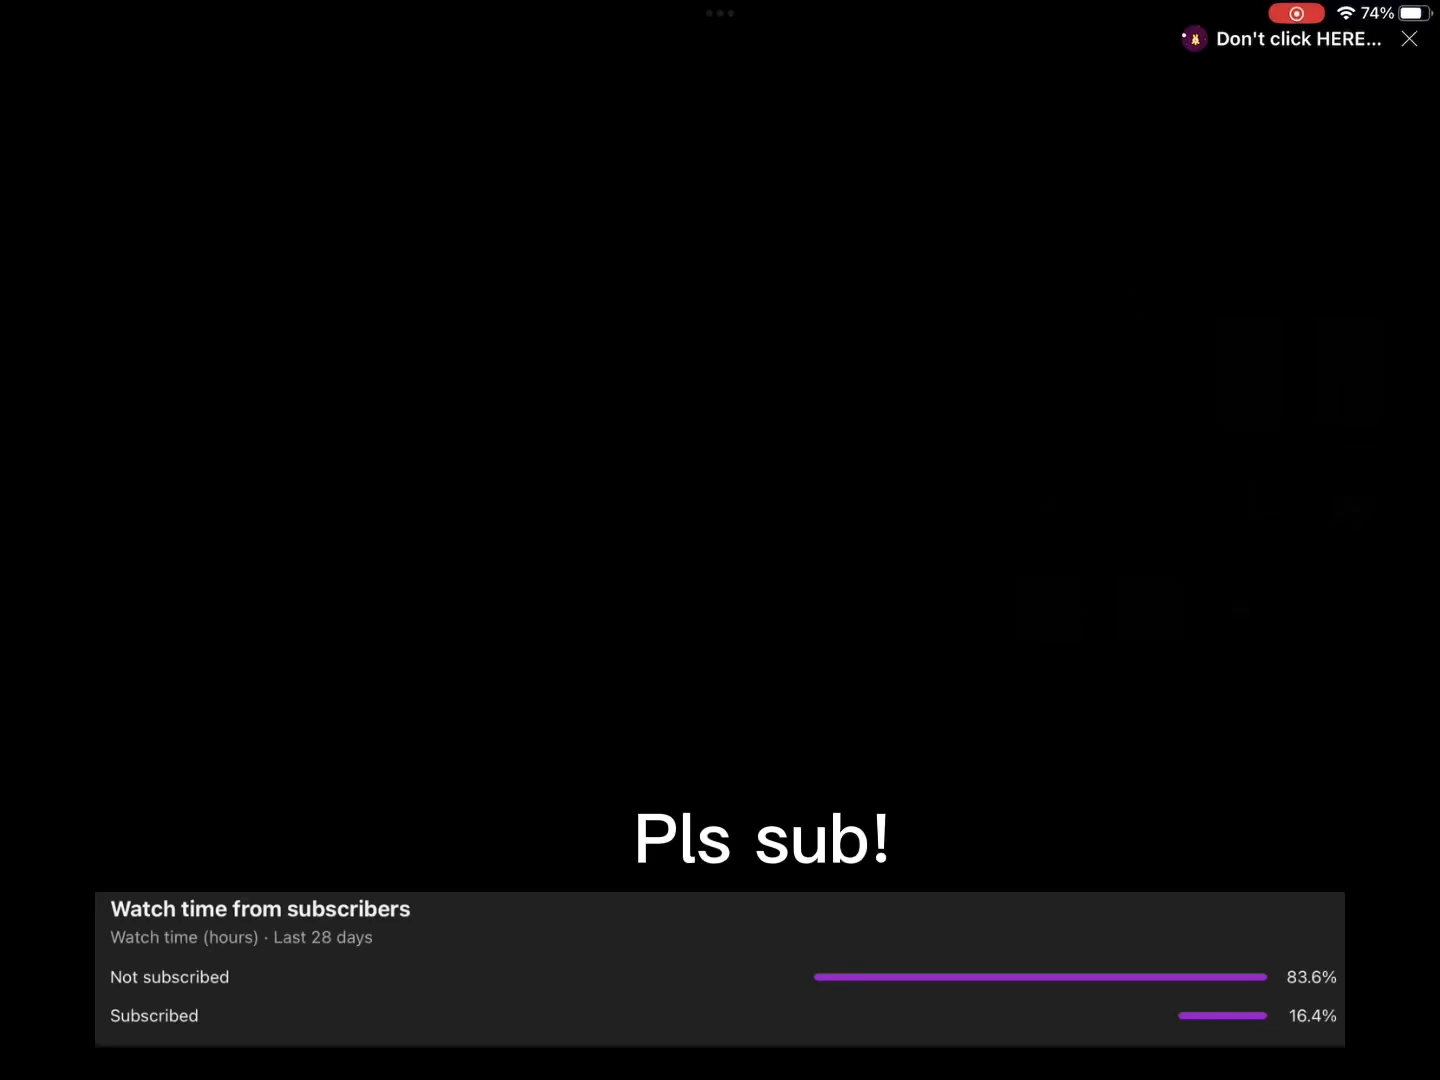 74%
Don't click HERE...
Pls sub!
Watch time from subscribers
Watch time (hours) · Last 28 days
Not subscribed 83.6%
Subscribed 16.4%